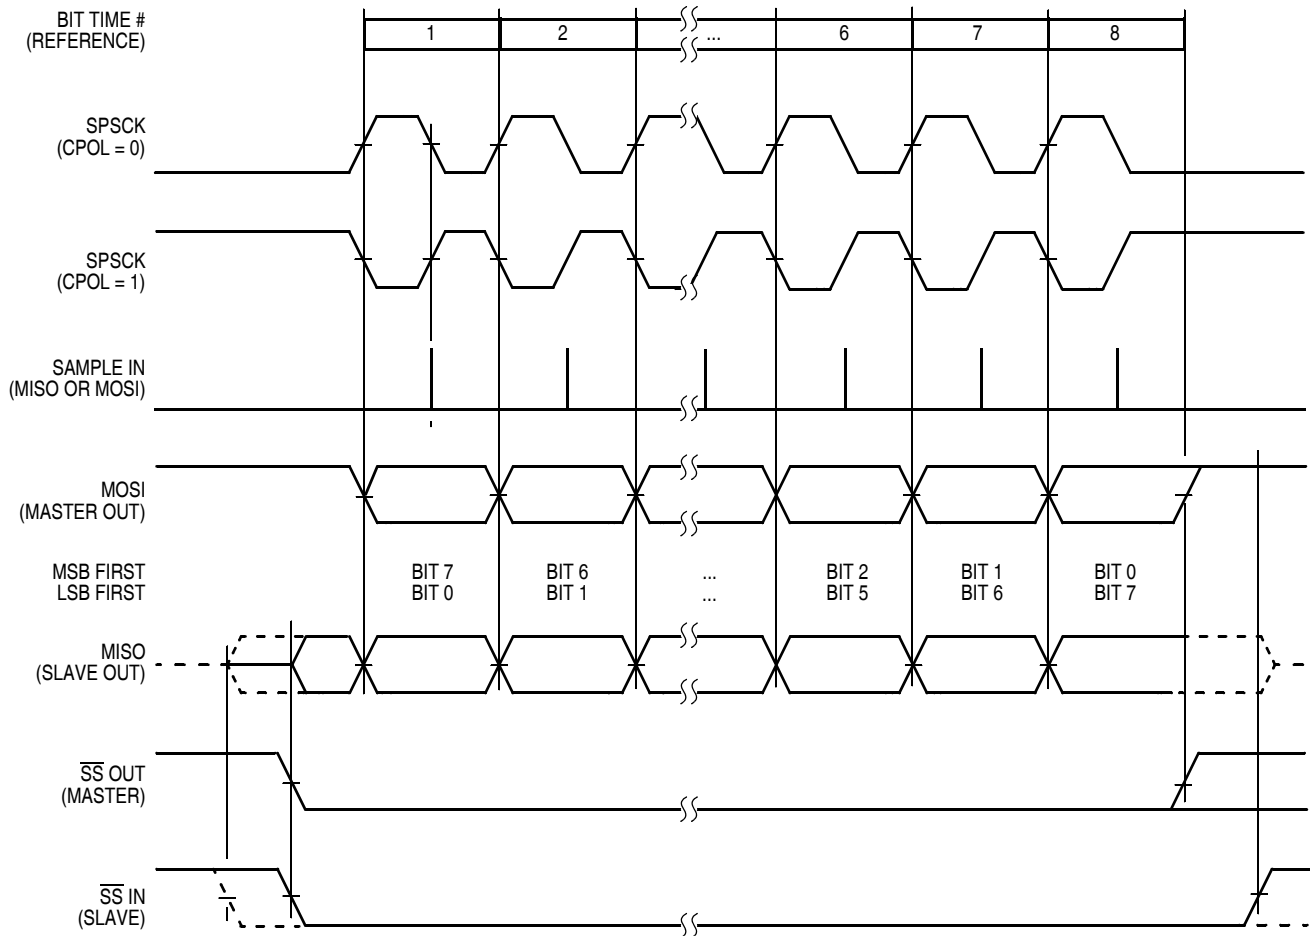 BIT TIME #
(REFERENCE)
1 2 ... 6 7 8
SPSCK
(CPOL = 0)
SPSCK
(CPOL = 1)
SAMPLE IN
(MISO OR MOSI)
MOSI
(MASTER OUT)
MSB FIRST BIT 7 BIT 6 ... BIT 2 BIT 1 BIT 0
LSB FIRST BIT 0 BIT 1 ... BIT 5 BIT 6 BIT 7
MISO
(SLAVE OUT)
S̅S̅ OUT
(MASTER)
S̅S̅ IN
(SLAVE)